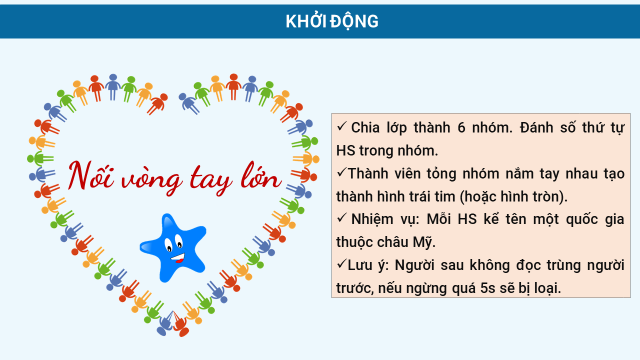 KHỞI ĐỘNG
Nối vòng tay lớn
✓ Chia lớp thành 6 nhóm. Đánh số thứ tự
HS trong nhóm.
✓Thành viên tỏng nhóm nắm tay nhau tạo
thành hình trái tim (hoặc hình tròn).
✓ Nhiệm vụ: Mỗi HS kể tên một quốc gia
thuộc châu Mỹ.
✓Lưu ý: Người sau không đọc trùng người
trước, nếu ngừng quá 5s sẽ bị loại.